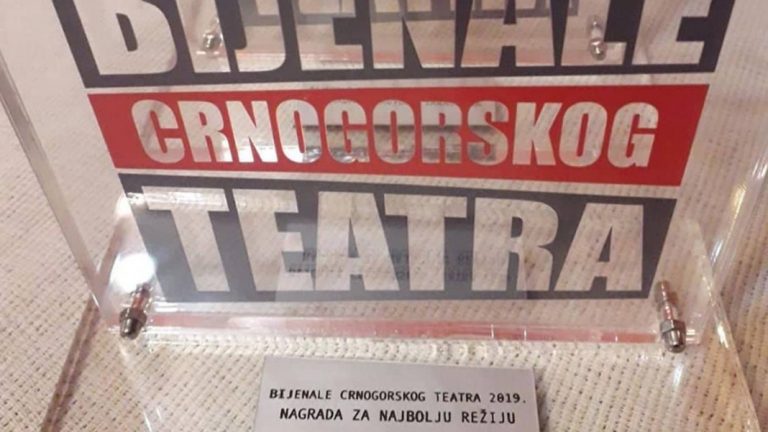 BIJENALE
CRNOGORSKOG
TEATRA
BIJENALE CRNOGORSKOG TEATRA 2019.
NAGRADA ZA NAJBOLJU REŽIJU